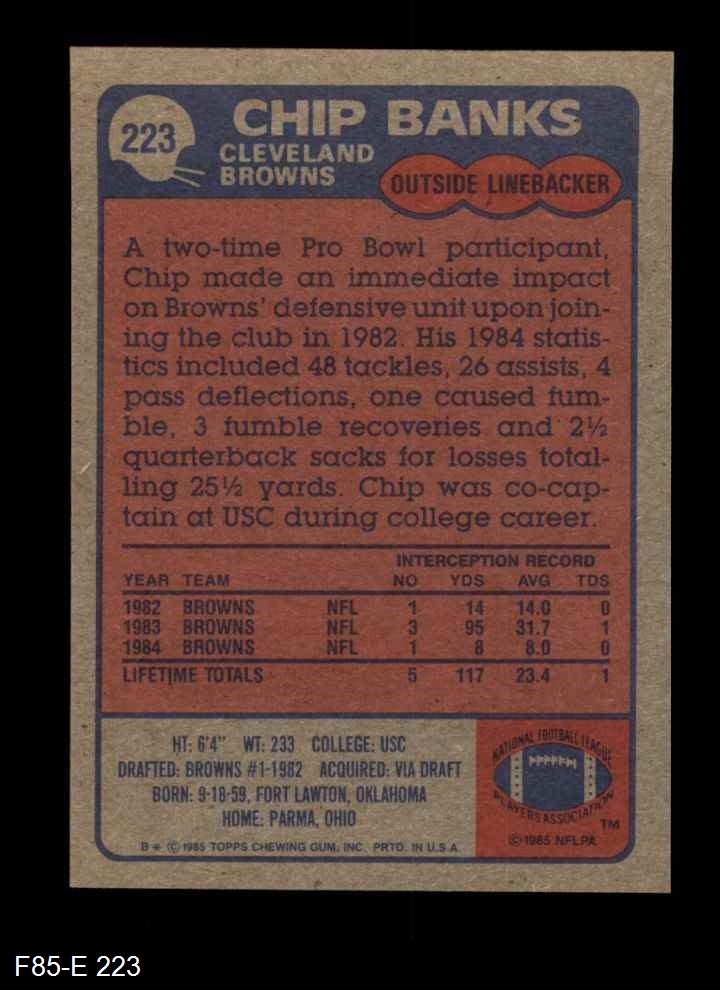 223
CHIP BANKS
CLEVELAND
BROWNS
OUTSIDE LINEBACKER
A two-time Pro Bowl participant,
Chip made an immediate impact
on Browns' defensive unit upon join-
ing the club in 1982. His 1984 statis-
tics included 48 tackles, 26 assists, 4
pass deflections, one caused fum-
ble, 3 fumble recoveries and 2½
quarterback sacks for losses total-
ling 25½ yards. Chip was co-cap-
tain at USC during college career.
INTERCEPTION RECORD
YEAR TEAM NO YDS AVG TDS
1982 BROWNS NFL 1 14 14.0 0
1983 BROWNS NFL 3 95 31.7 1
1984 BROWNS NFL 1 8 8.0 0
LIFETIME TOTALS 5 117 23.4 1
HT: 6'4" WT: 233 COLLEGE: USC
DRAFTED: BROWNS #1-1982 ACQUIRED: VIA DRAFT
BORN: 9-18-59, FORT LAWTON, OKLAHOMA
HOME: PARMA, OHIO
B* © 1985 TOPPS CHEWING GUM, INC. PRTD. IN U.S.A.
NATIONAL FOOTBALL LEAGUE
PLAYERS ASSOCIATION
TM
© 1985 NFLPA
F85-E 223